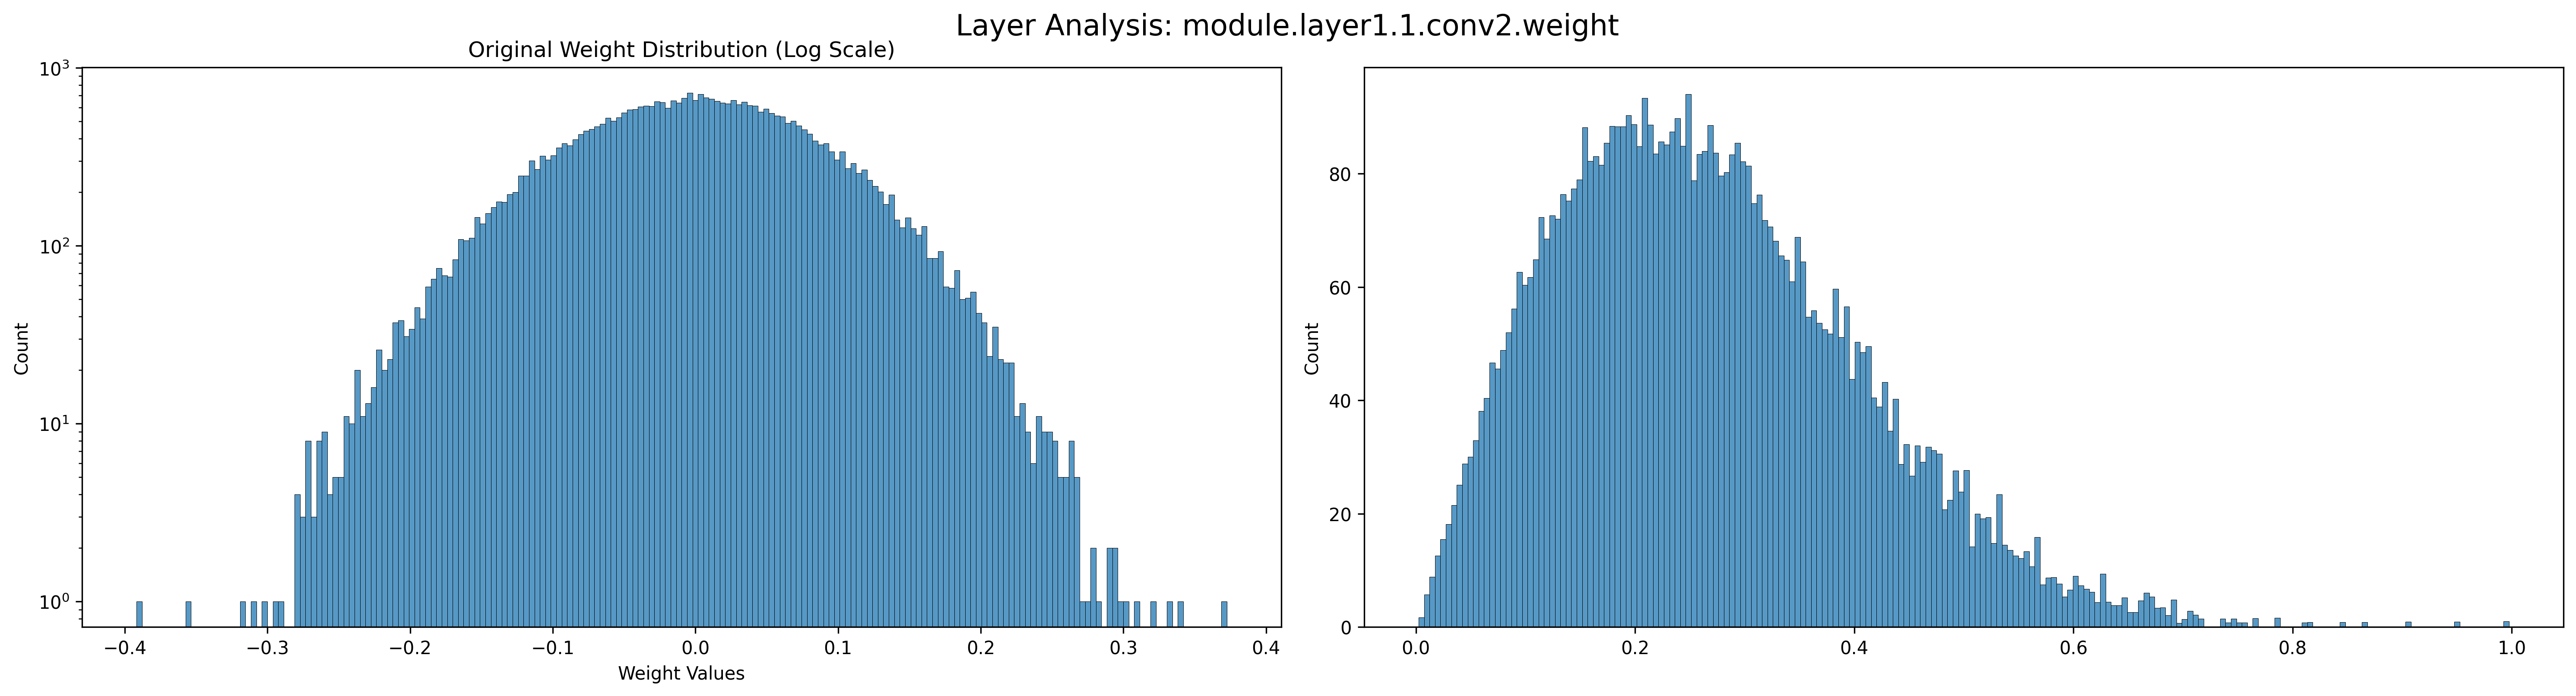 Layer Analysis: module.layer1.1.conv2.weight
Original Weight Distribution (Log Scale)
Count
10³
10²
10¹
10⁰
−0.4 −0.3 −0.2 −0.1 0.0 0.1 0.2 0.3 0.4
Weight Values
Count
80
60
40
20
0
0.0 0.2 0.4 0.6 0.8 1.0